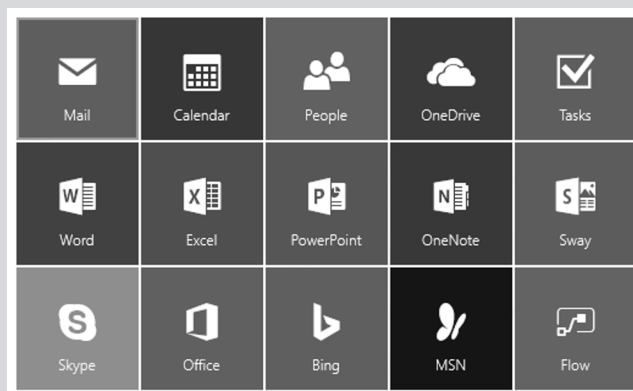 Mail Calendar People OneDrive Tasks
Word Excel PowerPoint OneNote Sway
Skype Office Bing MSN Flow